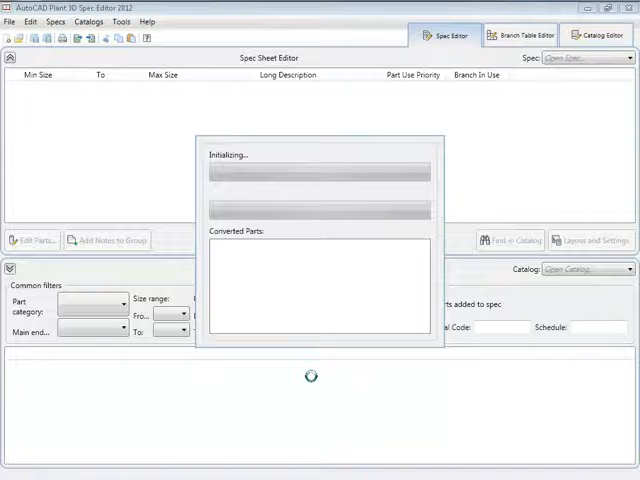 AutoCAD Plant 3D Spec Editor 2012
File Edit Specs Catalogs Tools Help
Spec Editor Branch Table Editor Catalog Editor
Spec Sheet Editor Spec: Open Spec...
Min Size To Max Size Long Description Part Use Priority Branch In Use
Initializing...
Converted Parts:
Edit Parts... Add Notes to Group Find in Catalog Layout and Settings
Catalog: Open Catalog...
Common filters
Part category: Size range: rts added to spec
Fro...
Main end... To: al Code: Schedule: